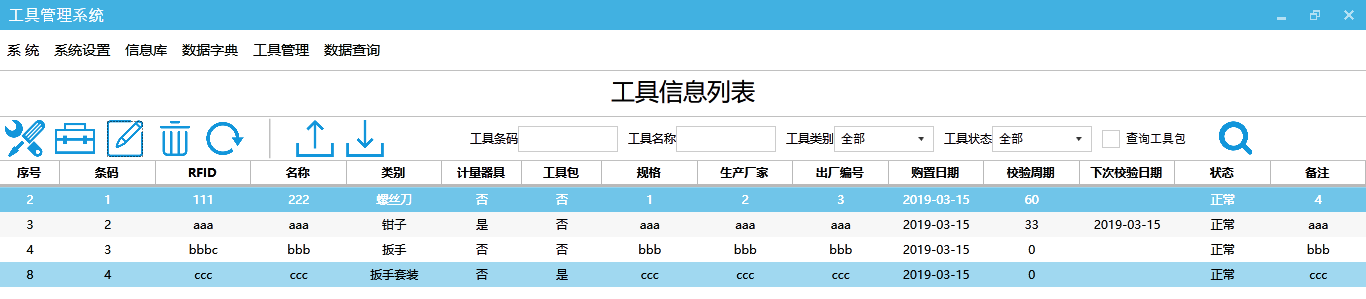 工具管理系统
系 统 系统设置 信息库 数据字典 工具管理 数据查询
工具信息列表
工具条码 工具名称 工具类别 全部 工具状态 全部 查询工具包
序号 条码 RFID 名称 类别 计量器具 工具包 规格 生产厂家 出厂编号 购置日期 校验周期 下次校验日期 状态 备注
2 1 111 222 螺丝刀 否 否 1 2 3 2019-03-15 60 正常 4
3 2 aaa aaa 钳子 是 否 aaa aaa aaa 2019-03-15 33 2019-03-15 正常 aaa
4 3 bbbc bbb 扳手 否 否 bbb bbb bbb 2019-03-15 0 正常 bbb
8 4 ccc ccc 扳手套装 否 是 ccc ccc ccc 2019-03-15 0 正常 ccc